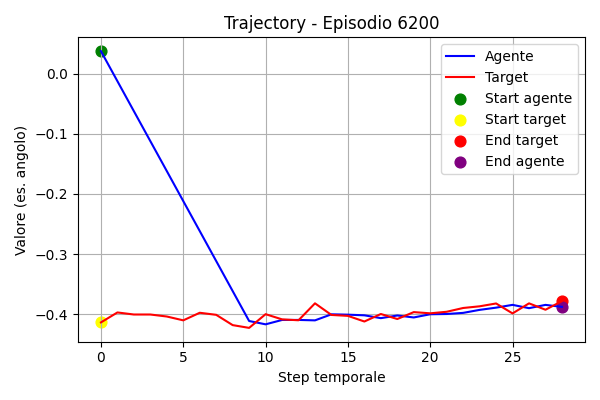 Trajectory - Episodio 6200
Valore (es. angolo)
0.0
−0.1
−0.2
−0.3
−0.4
0 5 10 15 20 25
Step temporale
Agente
Target
Start agente
Start target
End target
End agente